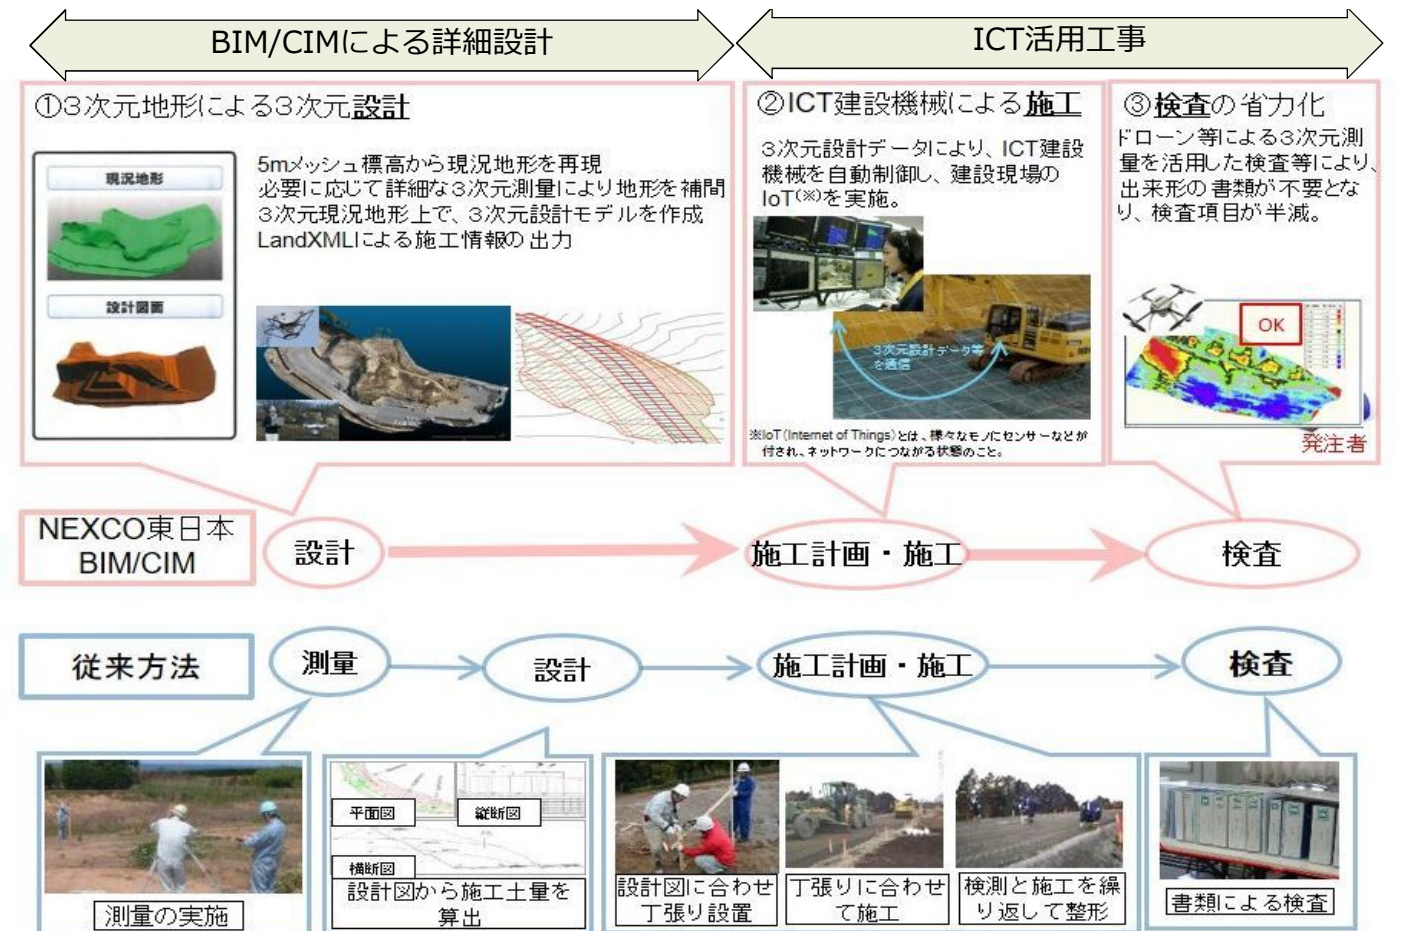 BIM/CIMによる詳細設計
ICT活用工事
①3次元地形による3次元設計
現況地形
設計図面
5mメッシュ標高から現況地形を再現
必要に応じて詳細な3次元測量により地形を補間
3次元現況地形上で、3次元設計モデルを作成
LandXMLによる施工情報の出力
②ICT建設機械による施工
3次元設計データにより、ICT建設
機械を自動制御し、建設現場の
IoT(※)を実施。
3次元設計データ等
を通信
※IoT(Internet of Things)とは、様々なモノにセンサーなどが
付され、ネットワークにつながる状態のこと。
③検査の省力化
ドローン等による3次元測
量を活用した検査等により、
出来形の書類が不要とな
り、検査項目が半減。
OK
発注者
NEXCO東日本
BIM/CIM
設計
施工計画・施工
検査
従来方法
測量
設計
施工計画・施工
検査
測量の実施
平面図
縦断図
横断図
設計図から施工土量を
算出
設計図に合わせ
丁張り設置
丁張りに合わせ
て施工
検測と施工を繰
り返して整形
書類による検査